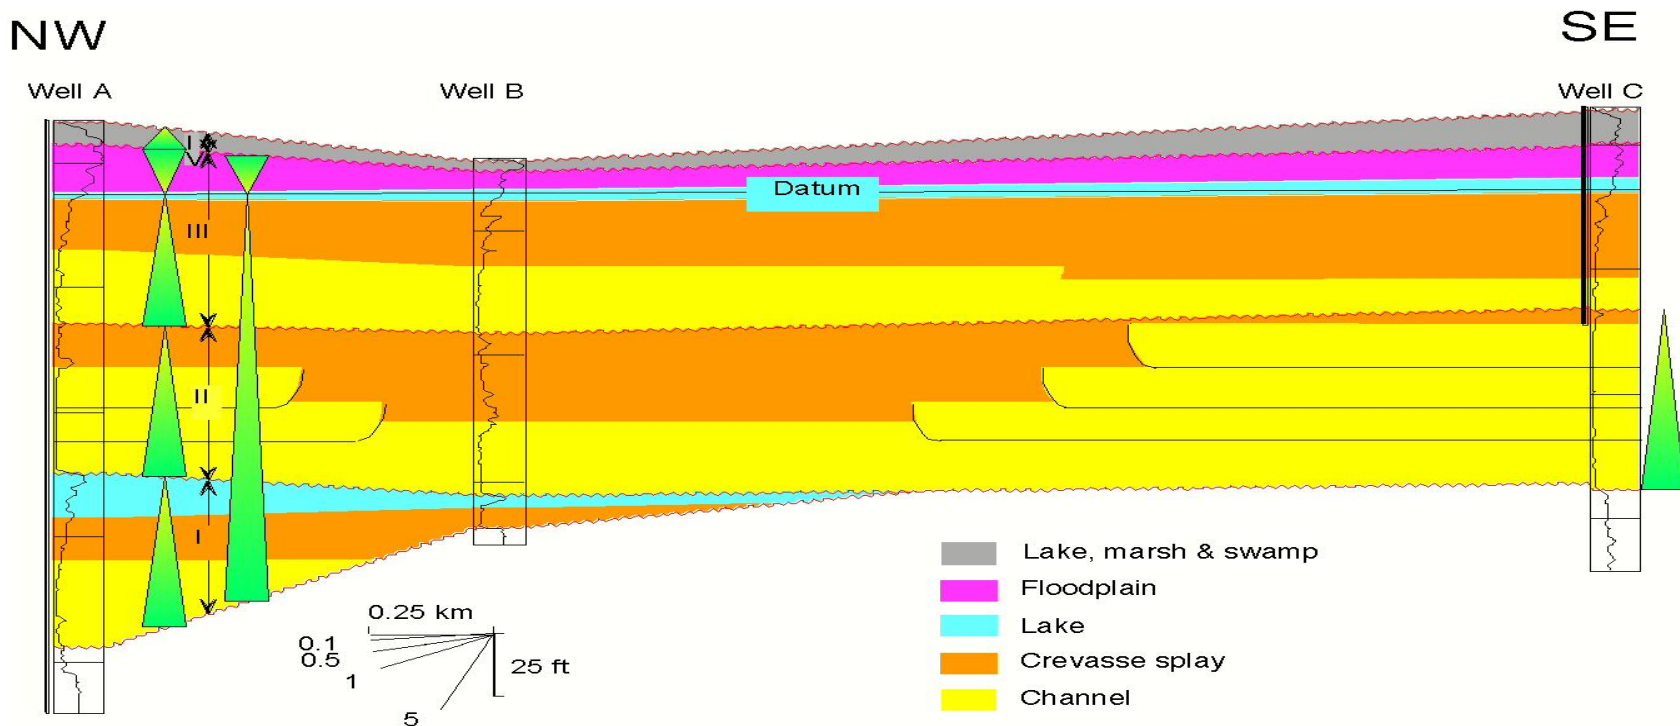 NW
SE
Well A
Well B
Well C
I
V
Datum
III
II
I
Lake, marsh & swamp
Floodplain
Lake
Crevasse splay
Channel
0.25 km
0.1
0.5
1
5
25 ft